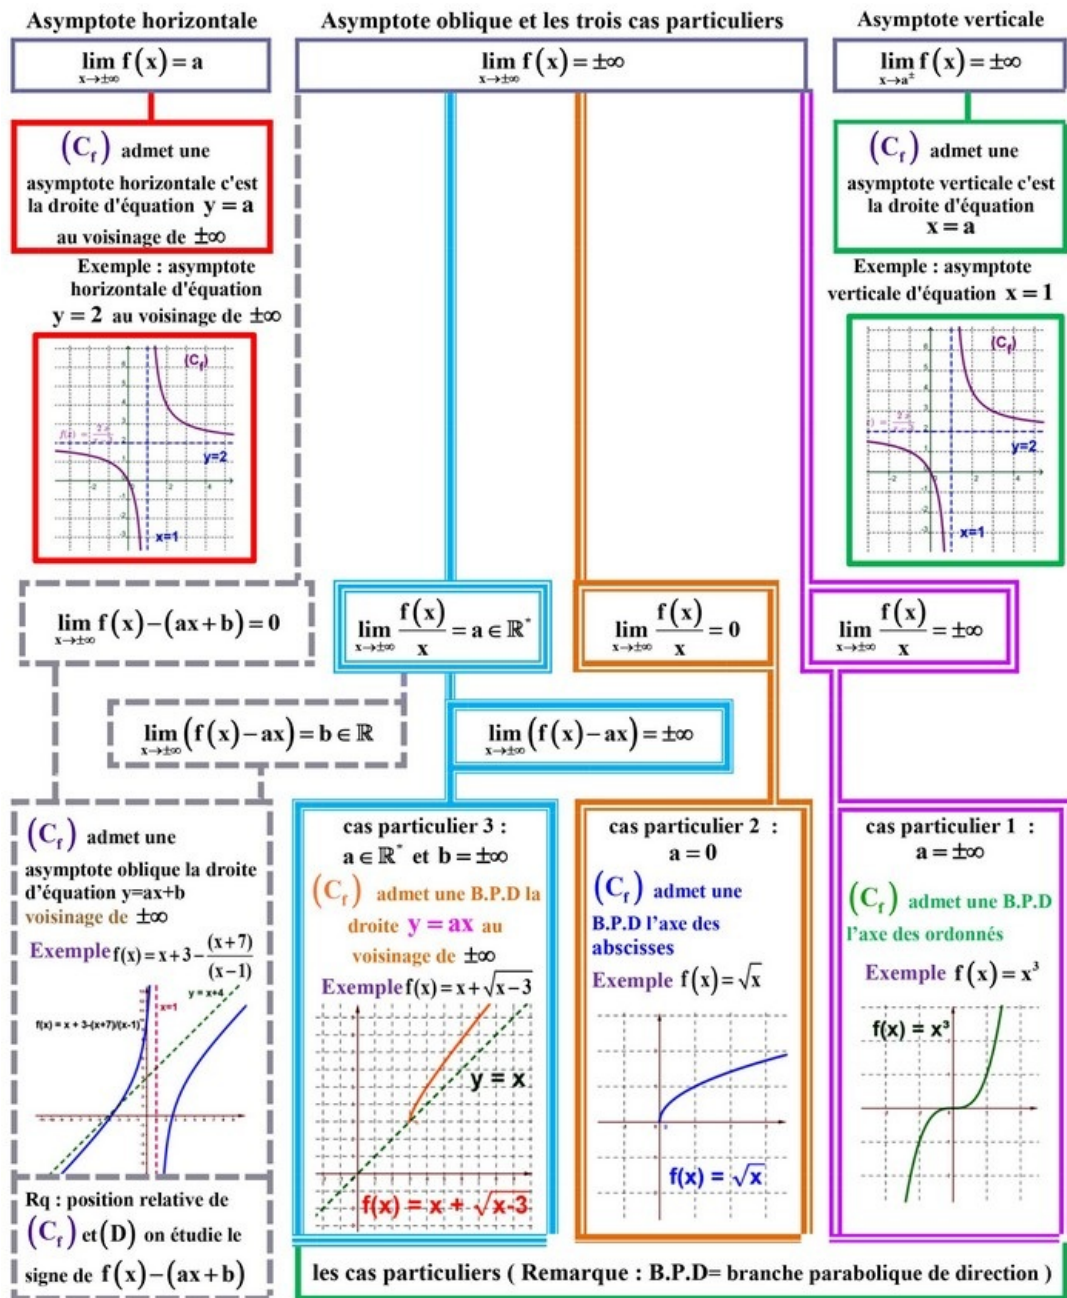 Asymptote horizontale
Asymptote oblique et les trois cas particuliers
Asymptote verticale
lim f(x) = a
x→±∞
lim f(x) = ±∞
x→±∞
lim f(x) = ±∞
x→a±
(Cf) admet une
asymptote horizontale c'est
la droite d'équation y = a
au voisinage de ±∞
Exemple : asymptote
horizontale d'équation
y = 2 au voisinage de ±∞
(Cf)
y=2
x=1
(Cf) admet une
asymptote verticale c'est
la droite d'équation
x = a
Exemple : asymptote
verticale d'équation x = 1
(Cf)
y=2
x=1
lim f(x) − (ax + b) = 0
x→±∞
lim f(x)/x = a ∈ ℝ*
x→±∞
lim f(x)/x = 0
x→±∞
lim f(x)/x = ±∞
x→±∞
lim (f(x) − ax) = b ∈ ℝ
x→±∞
lim (f(x) − ax) = ±∞
x→±∞
(Cf) admet une
asymptote oblique la droite
d'équation y=ax+b
voisinage de ±∞
Exemple f(x) = x + 3 − (x+7)/(x−1)
y = x+4
x=1
f(x) = x + 3-(x+7)/(x-1)
Rq : position relative de
(Cf) et (D) on étudie le
signe de f(x) − (ax + b)
cas particulier 3 :
a ∈ ℝ* et b = ±∞
(Cf) admet une B.P.D la
droite y = ax au
voisinage de ±∞
Exemple f(x) = x + √(x−3)
y = x
f(x) = x + √x-3
cas particulier 2 :
a = 0
(Cf) admet une
B.P.D l'axe des
abscisses
Exemple f(x) = √x
f(x) = √x
cas particulier 1 :
a = ±∞
(Cf) admet une B.P.D
l'axe des ordonnés
Exemple f(x) = x³
f(x) = x³
les cas particuliers ( Remarque : B.P.D= branche parabolique de direction )